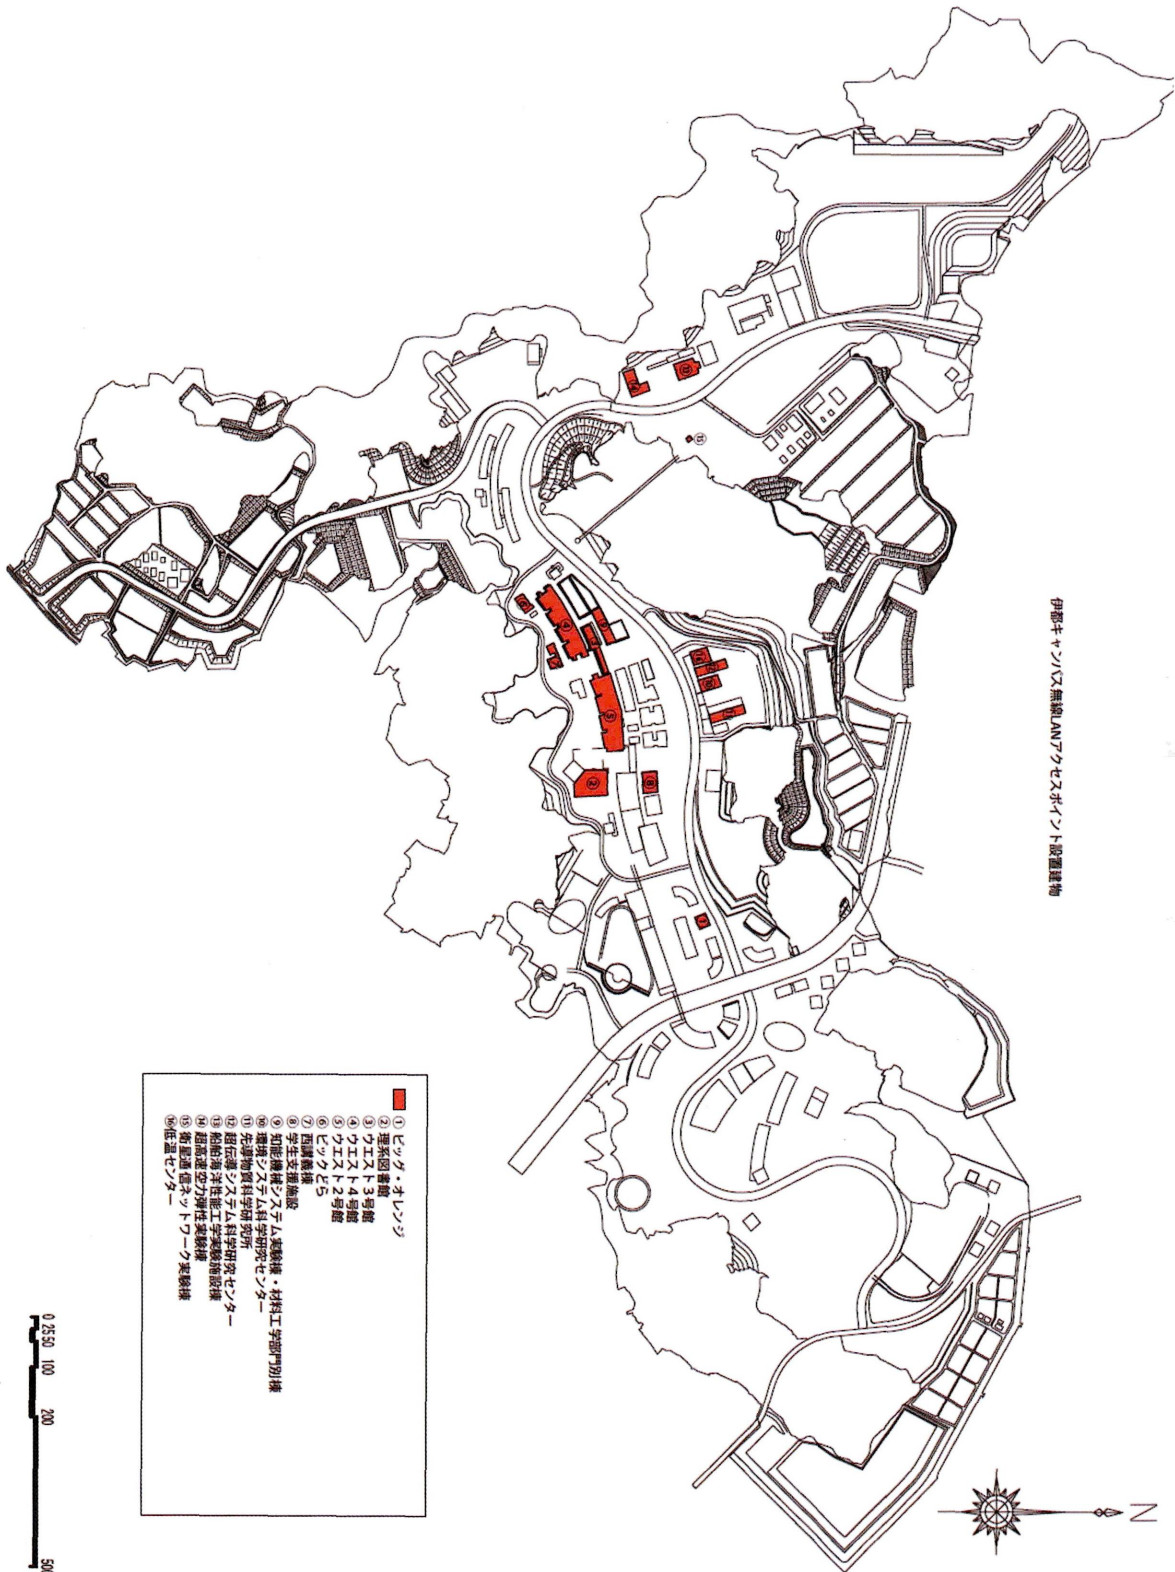 伊都キャンパス無線LANアクセスポイント設置建物
N
① ビッグ・オレンジ
② 理系図書館
③ ウエスト3号館
④ ウエスト4号館
⑤ ウエスト2号館
⑥ ビックどら
⑦ 西講義棟
⑧ 学生支援施設
⑨ 知能機械システム実験棟・材料工学部門別棟
⑩ 環境システム科学研究センター
⑪ 先導物質科学研究所
⑫ 超伝導システム科学研究センター
⑬ 船舶海洋性能工学実験施設棟
⑭ 超高速空力弾性実験棟
⑮ 衛星通信ネットワーク実験棟
⑯ 低温センター
0 25 50 100 200 500
④
⑤
②
⑧